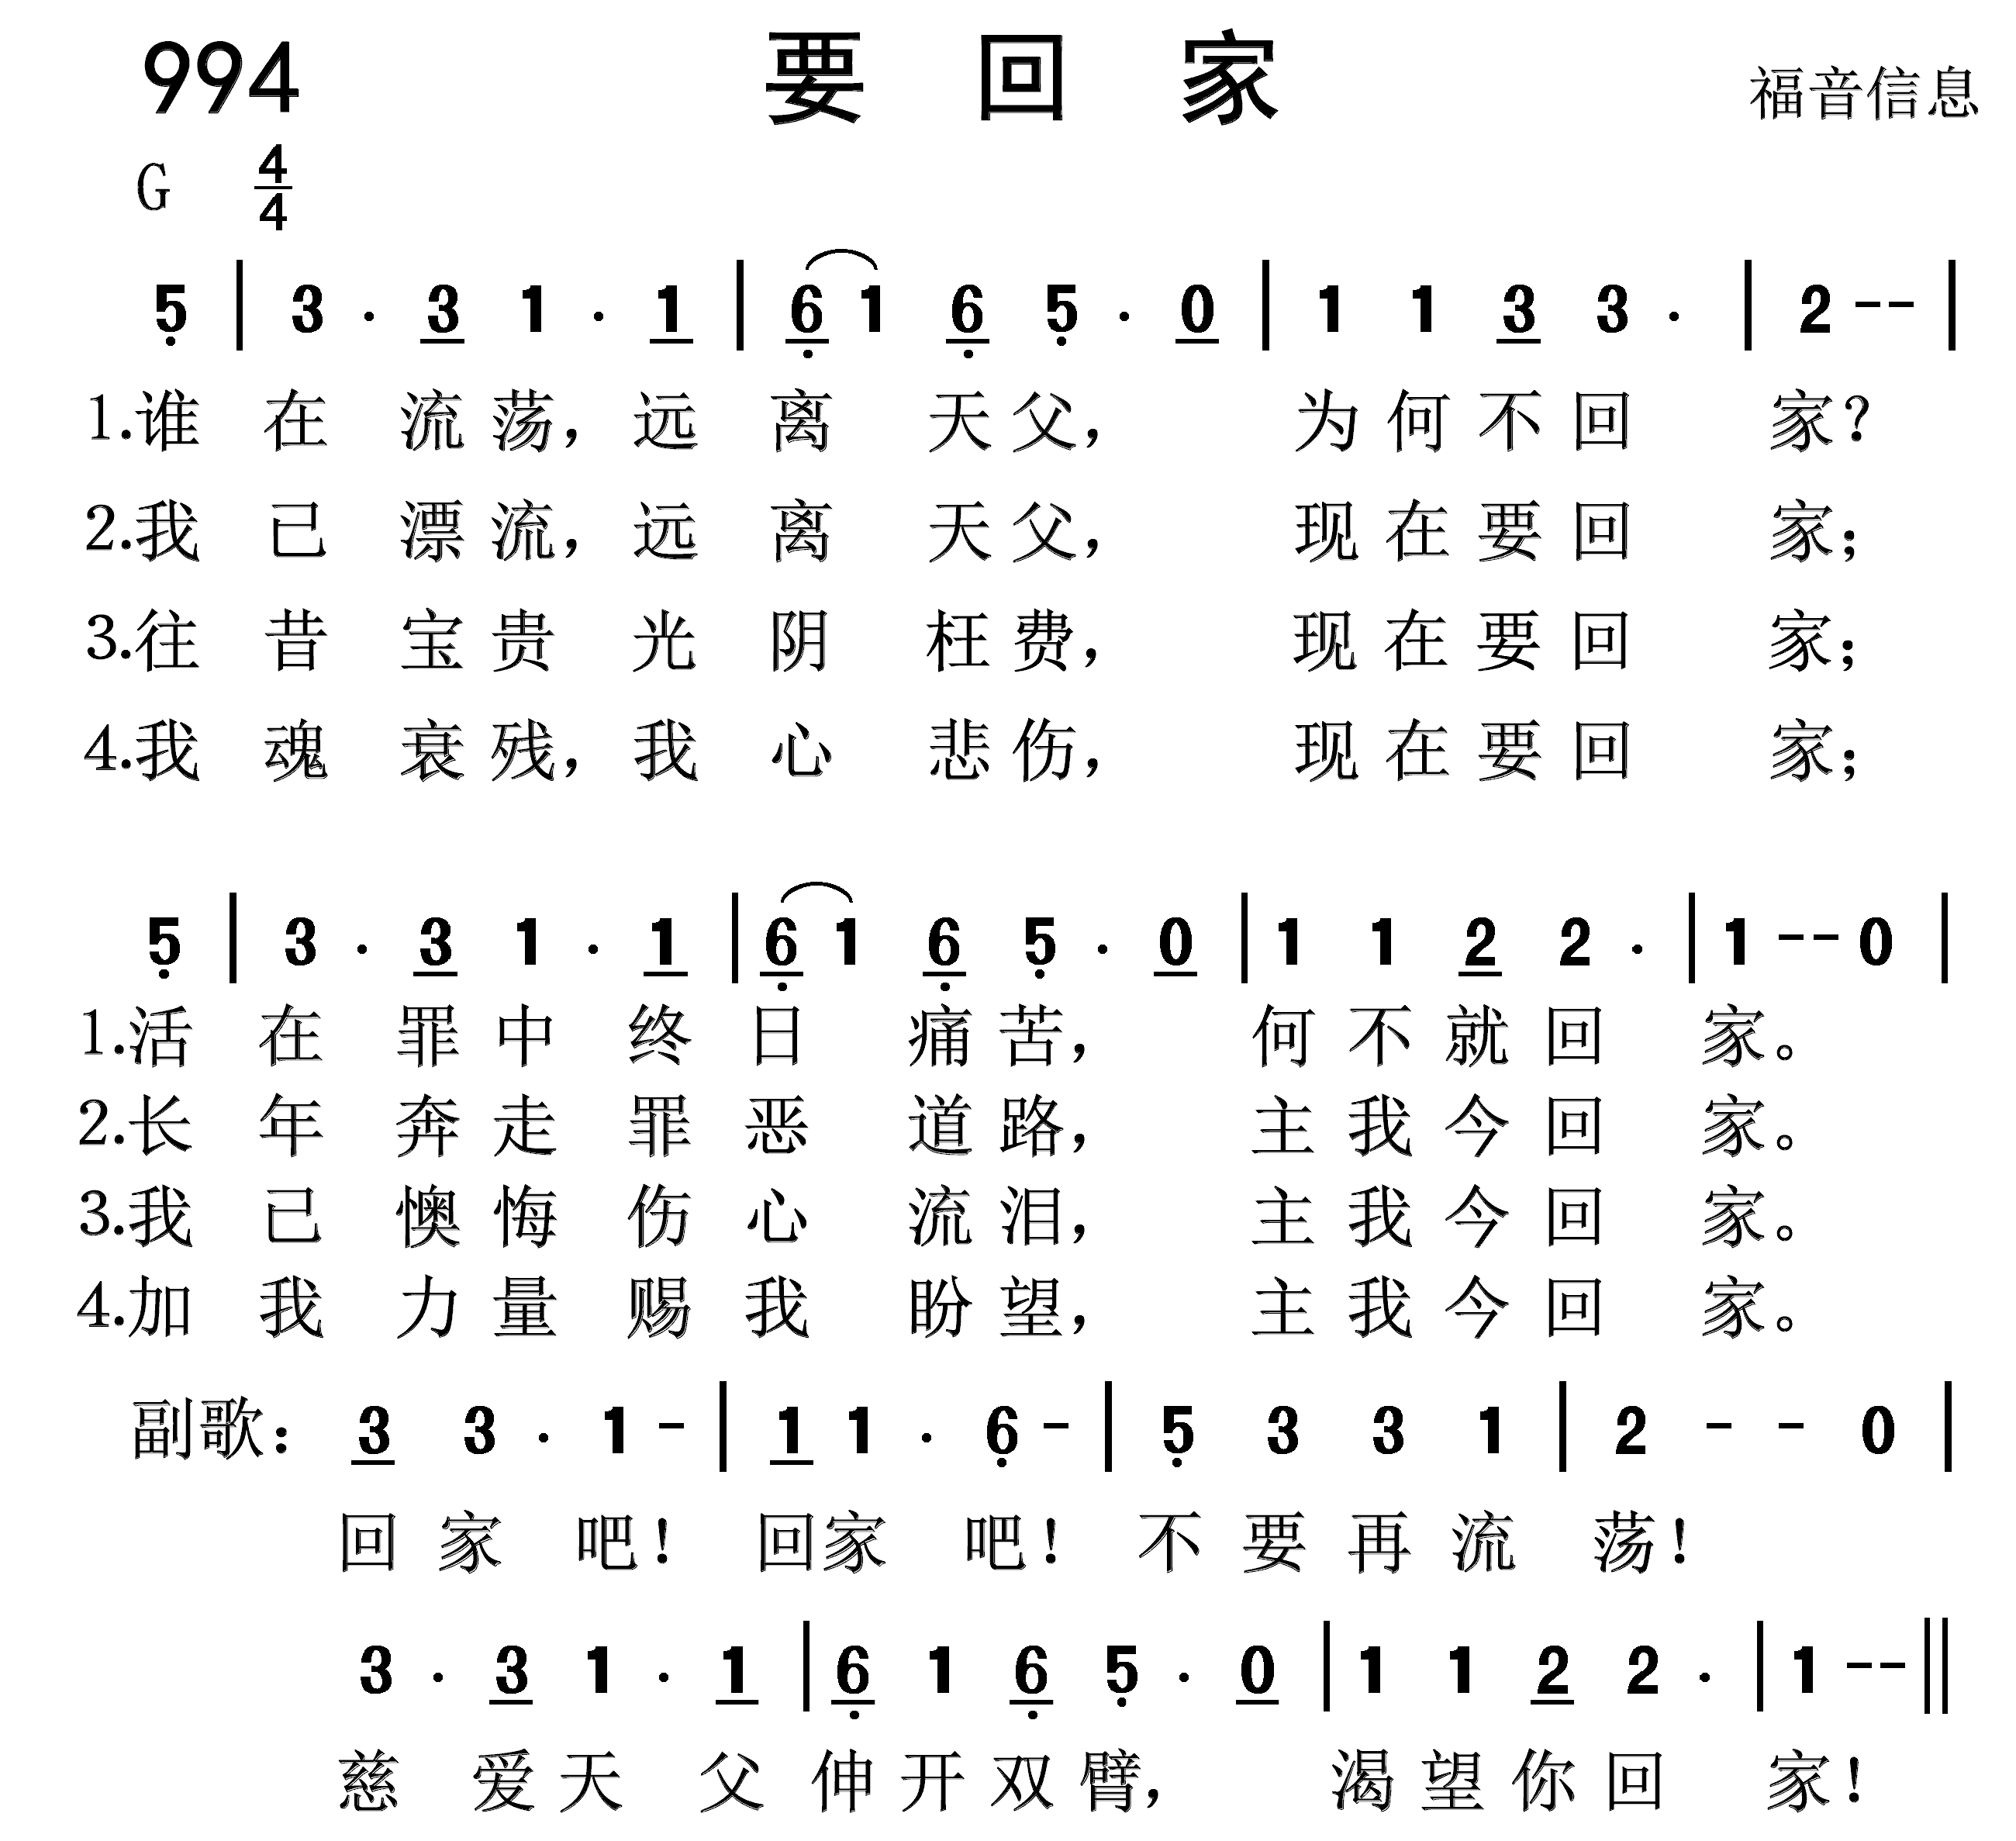 994 要 回 家 福音信息
G 4/4
5 | 3 . 3 1 . 1 | 6 1 6 5 . 0 | 1 1 3 3 . | 2 -- |
1.谁 在 流 荡，远 离 天 父， 为 何 不 回 家？
2.我 已 漂 流，远 离 天 父， 现 在 要 回 家；
3.往 昔 宝 贵 光 阴 枉 费， 现 在 要 回 家；
4.我 魂 衰 残，我 心 悲 伤， 现 在 要 回 家；
5 | 3 . 3 1 . 1 | 6 1 6 5 . 0 | 1 1 2 2 . | 1 -- 0 |
1.活 在 罪 中 终 日 痛 苦， 何 不 就 回 家。
2.长 年 奔 走 罪 恶 道 路， 主 我 今 回 家。
3.我 已 懊 悔 伤 心 流 泪， 主 我 今 回 家。
4.加 我 力 量 赐 我 盼 望， 主 我 今 回 家。
副歌： 3 3 . 1 - | 1 1 . 6 - | 5 3 3 1 | 2 - - 0 |
回 家 吧！ 回家 吧！ 不 要 再 流 荡！
3 . 3 1 . 1 | 6 1 6 5 . 0 | 1 1 2 2 . | 1 -- ||
慈 爱 天 父 伸 开 双 臂， 渴 望 你 回 家！